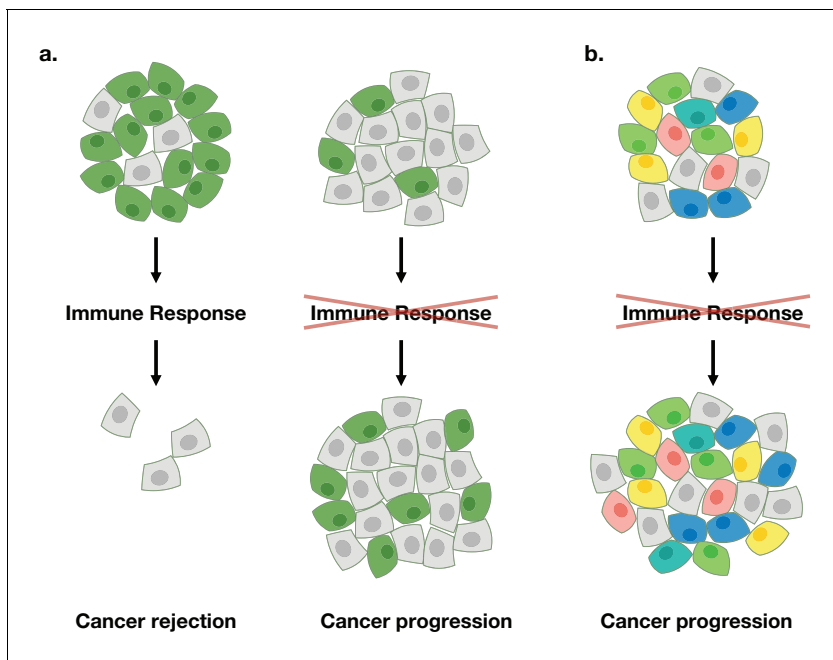 a.
b.
Immune Response
Immune Response
Immune Response
Cancer rejection
Cancer progression
Cancer progression